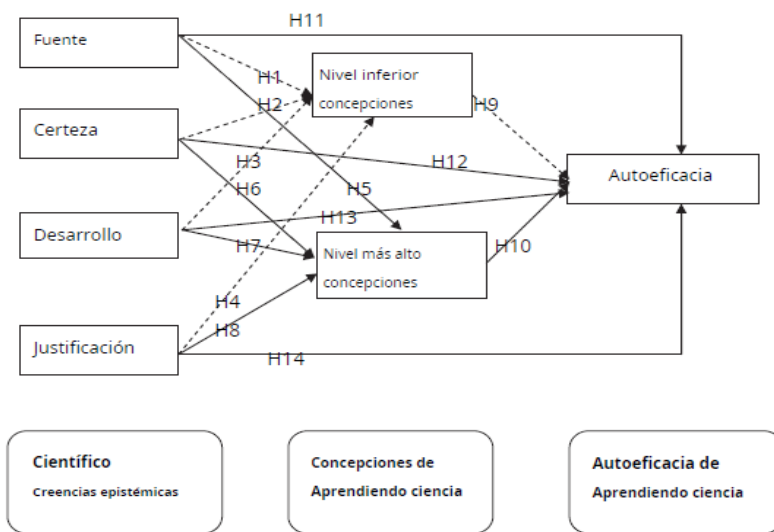 H11
Fuente
H1
Nivel inferior
concepciones
H2
H9
Certeza
H3
H12
Autoeficacia
H6
H5
H13
Desarrollo
H7
Nivel más alto
concepciones
H10
H4
H8
Justificación
H14
Científico
Creencias epistémicas
Concepciones de
Aprendiendo ciencia
Autoeficacia de
Aprendiendo ciencia